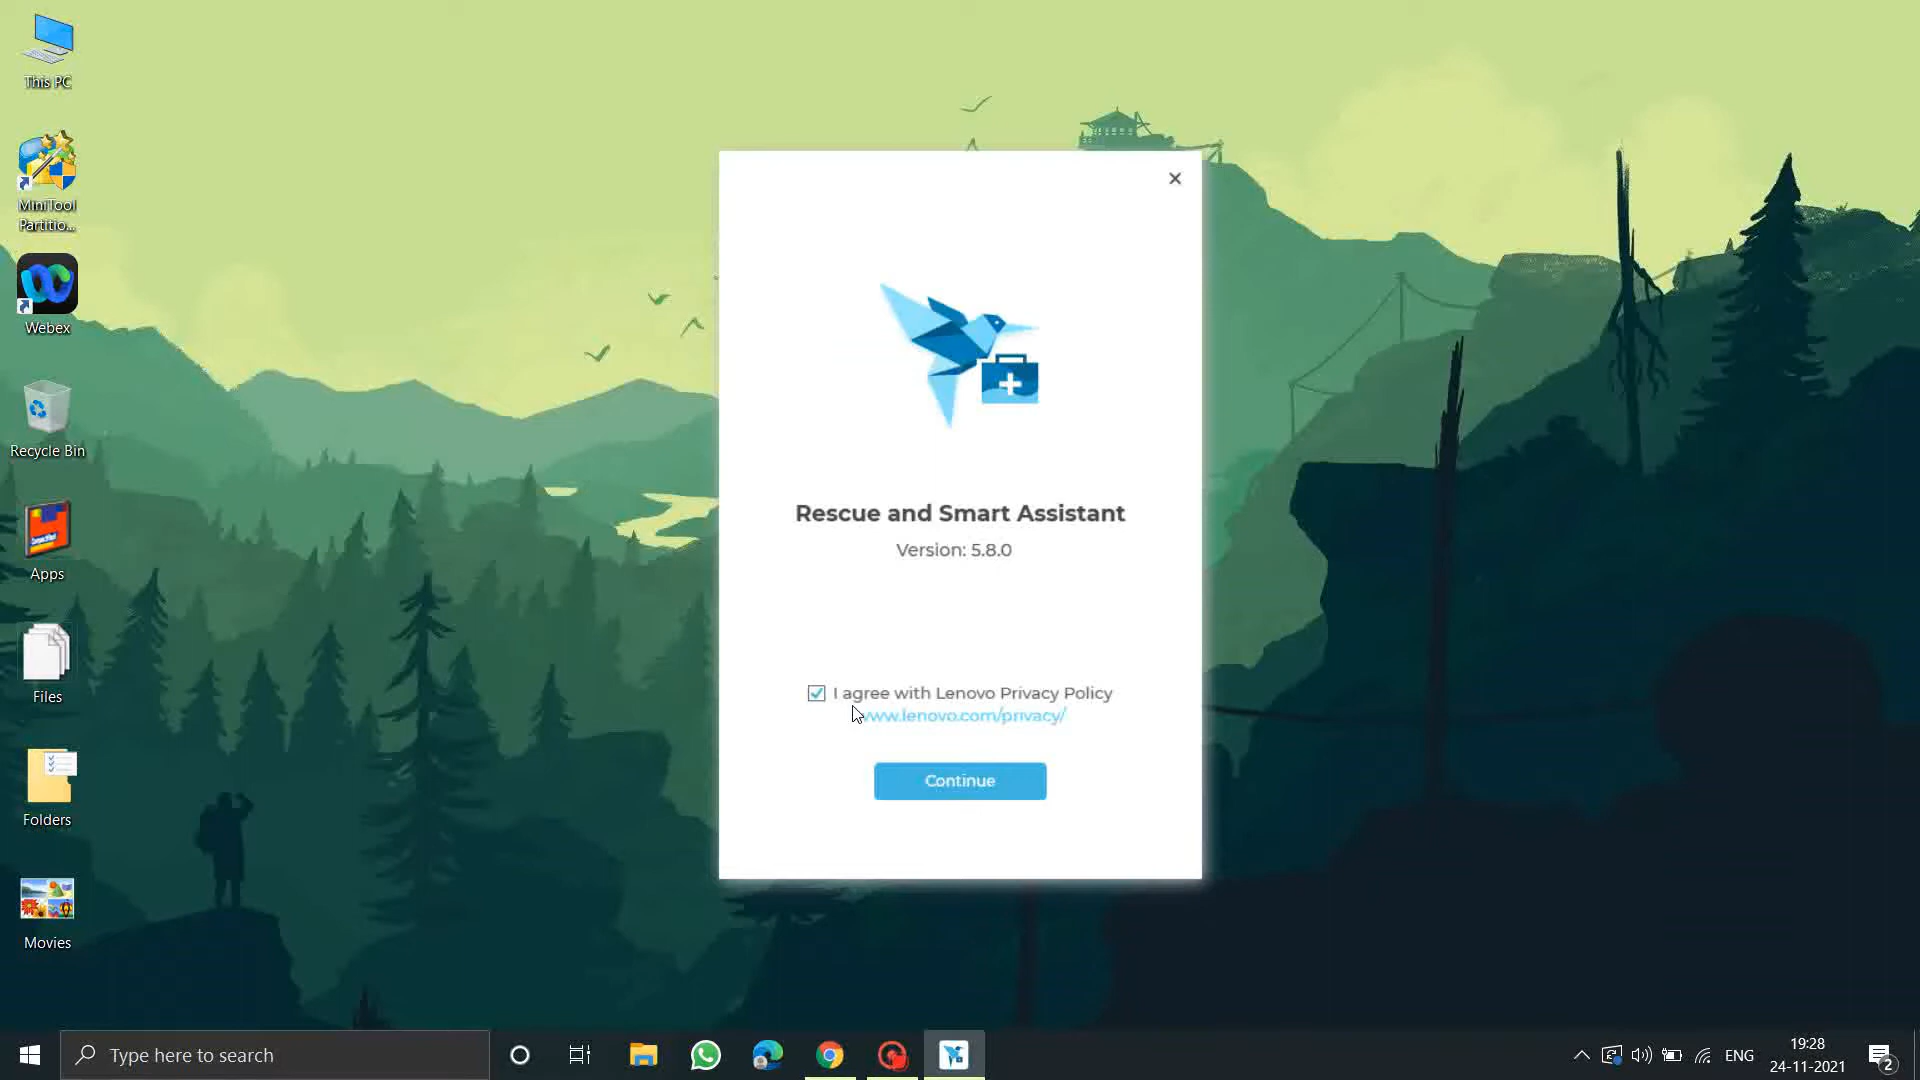 This PC
MiniTool
Partitio...
Webex
Recycle Bin
Apps
Files
Folders
Movies
Rescue and Smart Assistant
Version: 5.8.0
I agree with Lenovo Privacy Policy
www.lenovo.com/privacy/
Continue
Type here to search
ENG
19:28
24-11-2021
2